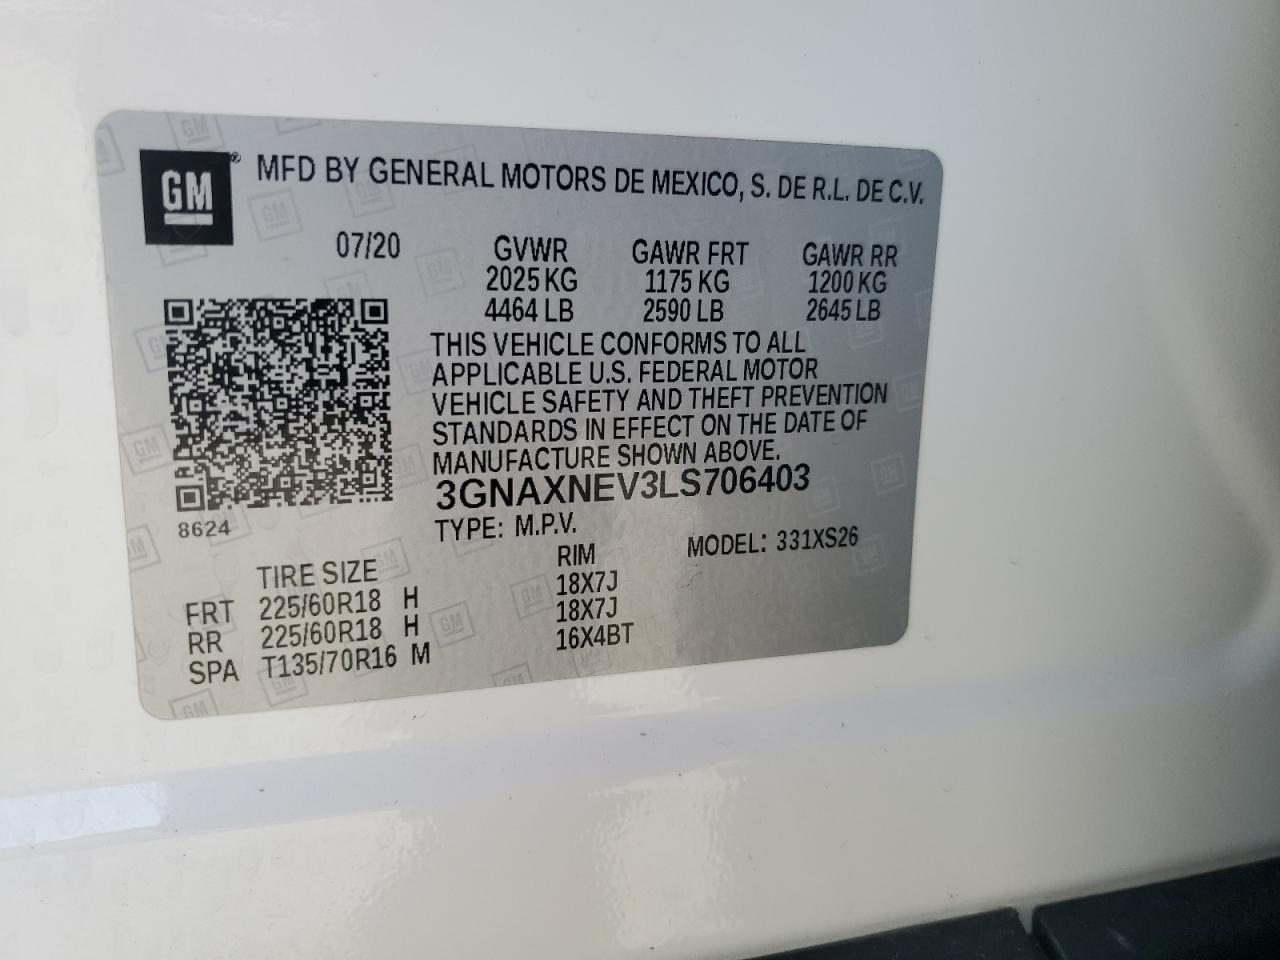 GM ® MFD BY GENERAL MOTORS DE MEXICO, S. DE R.L. DE C.V.
07/20 GVWR GAWR FRT GAWR RR
2025 KG 1175 KG 1200 KG
4464 LB 2590 LB 2645 LB
THIS VEHICLE CONFORMS TO ALL
APPLICABLE U.S. FEDERAL MOTOR
VEHICLE SAFETY AND THEFT PREVENTION
STANDARDS IN EFFECT ON THE DATE OF
MANUFACTURE SHOWN ABOVE.
3GNAXNEV3LS706403
8624 TYPE: M.P.V. MODEL: 331XS26
TIRE SIZE RIM
FRT 225/60R18 H 18X7J
RR 225/60R18 H 18X7J
SPA T135/70R16 M 16X4BT